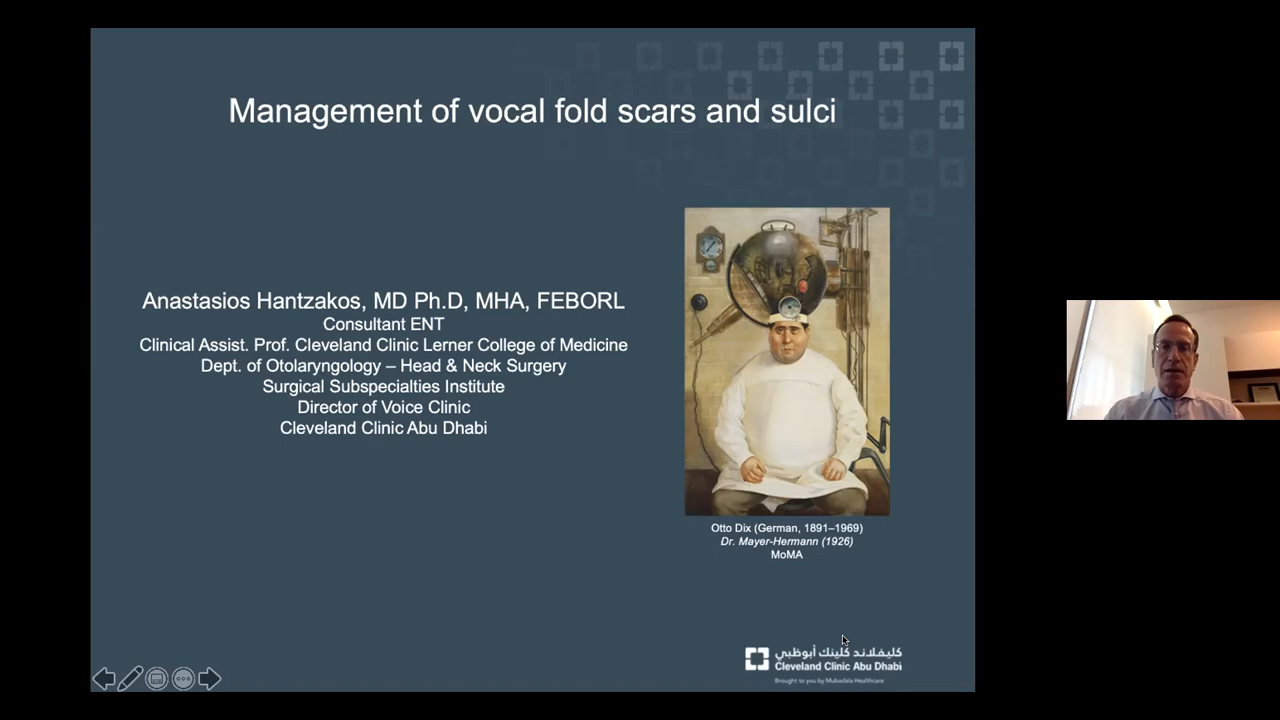 Management of vocal fold scars and sulci
Anastasios Hantzakos, MD Ph.D, MHA, FEBORL
Consultant ENT
Clinical Assist. Prof. Cleveland Clinic Lerner College of Medicine
Dept. of Otolaryngology – Head & Neck Surgery
Surgical Subspecialties Institute
Director of Voice Clinic
Cleveland Clinic Abu Dhabi
Otto Dix (German, 1891–1969)
Dr. Mayer-Hermann (1926)
MoMA
كليفلاند كلينك أبوظبي
Cleveland Clinic Abu Dhabi
Brought to you by Mubadala Healthcare